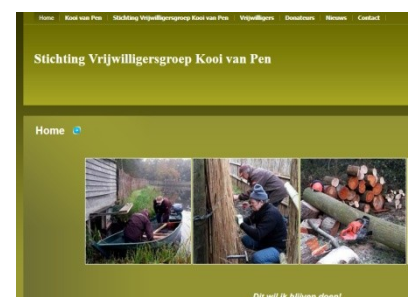 Home Kooi van Pen Stichting Vrijwilligersgroep Kooi van Pen Vrijwilligers Donateurs Nieuws Contact
Stichting Vrijwilligersgroep Kooi van Pen
Home
Dit wil ik blijven doen!